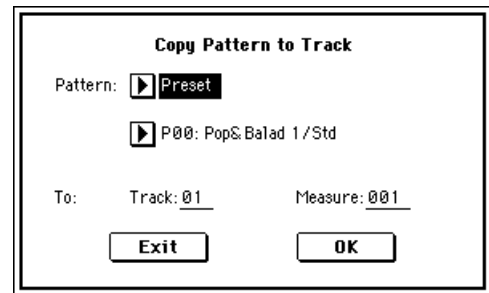 Copy Pattern to Track
Pattern: Preset
P00: Pop& Balad 1/Std
To: Track: 01 Measure: 001
Exit OK